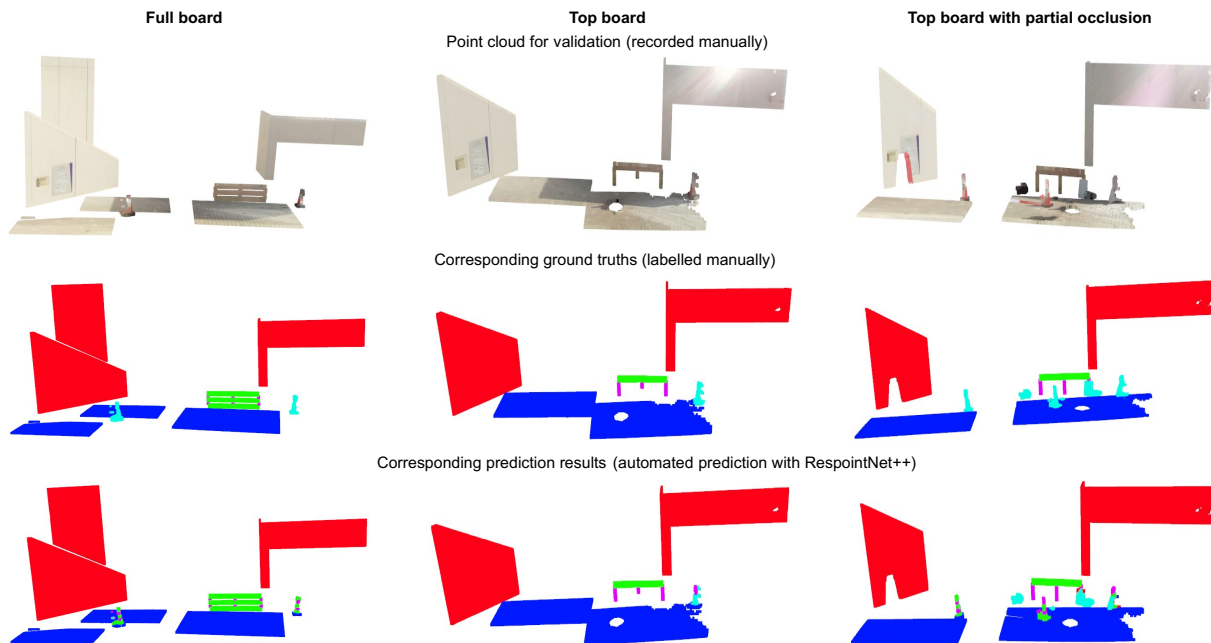 Full board
Top board
Top board with partial occlusion
Point cloud for validation (recorded manually)
Corresponding ground truths (labelled manually)
Corresponding prediction results (automated prediction with RespointNet++)